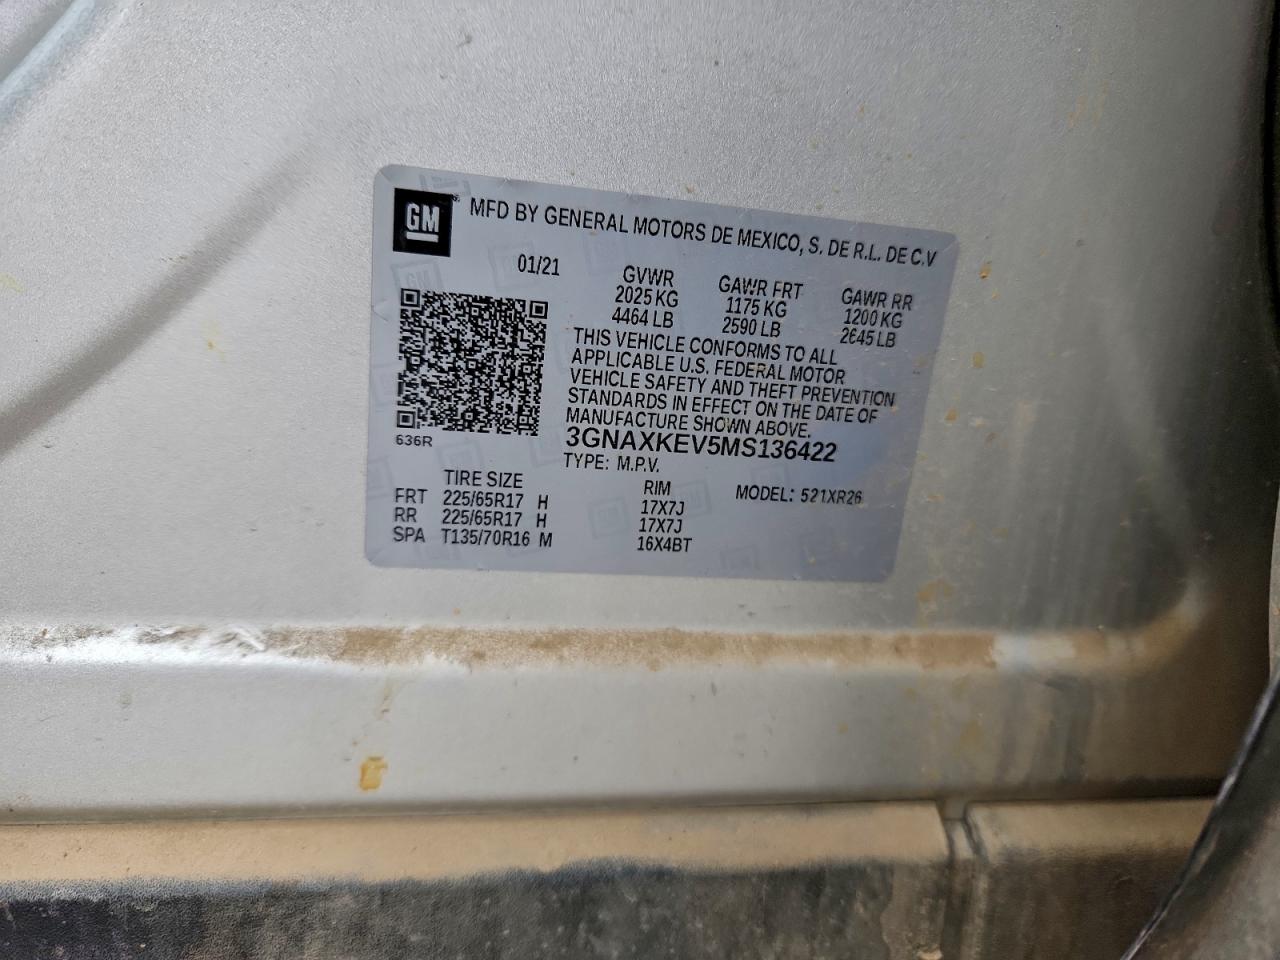 GM
MFD BY GENERAL MOTORS DE MEXICO, S. DE R.L. DE C.V
01/21
GVWR GAWR FRT GAWR RR
2025 KG 1175 KG 1200 KG
4464 LB 2590 LB 2645 LB
THIS VEHICLE CONFORMS TO ALL
APPLICABLE U.S. FEDERAL MOTOR
VEHICLE SAFETY AND THEFT PREVENTION
STANDARDS IN EFFECT ON THE DATE OF
MANUFACTURE SHOWN ABOVE.
636R
3GNAXKEV5MS136422
TYPE: M.P.V.
MODEL: 521XR26
TIRE SIZE RIM
FRT 225/65R17 H 17X7J
RR 225/65R17 H 17X7J
SPA T135/70R16 M 16X4BT